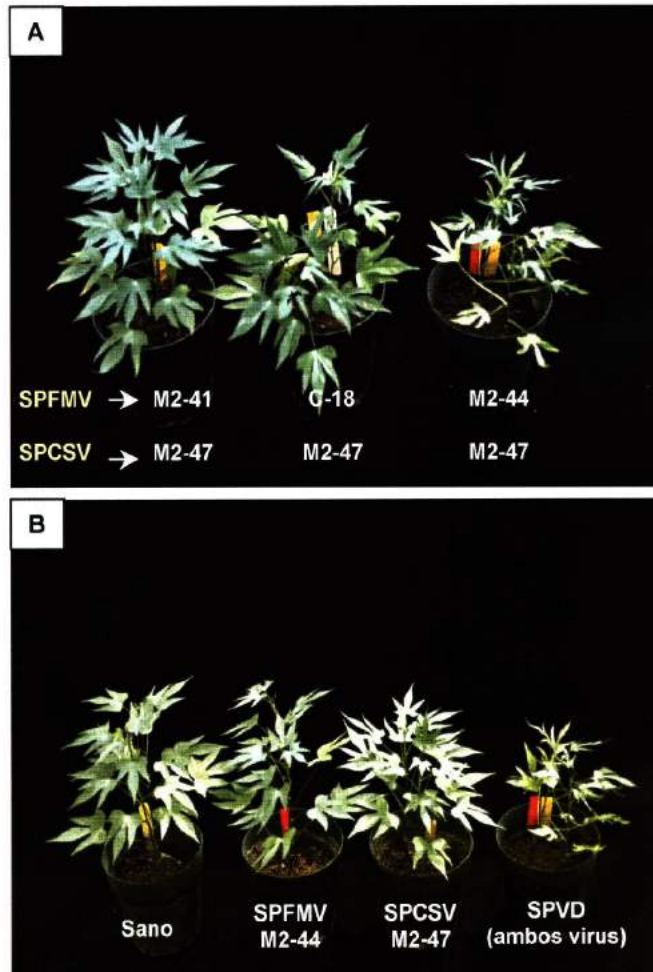 A
SPFMV → M2-41 C-18 M2-44
SPCSV → M2-47 M2-47 M2-47
B
Sano SPFMV M2-44 SPCSV M2-47 SPVD (ambos virus)